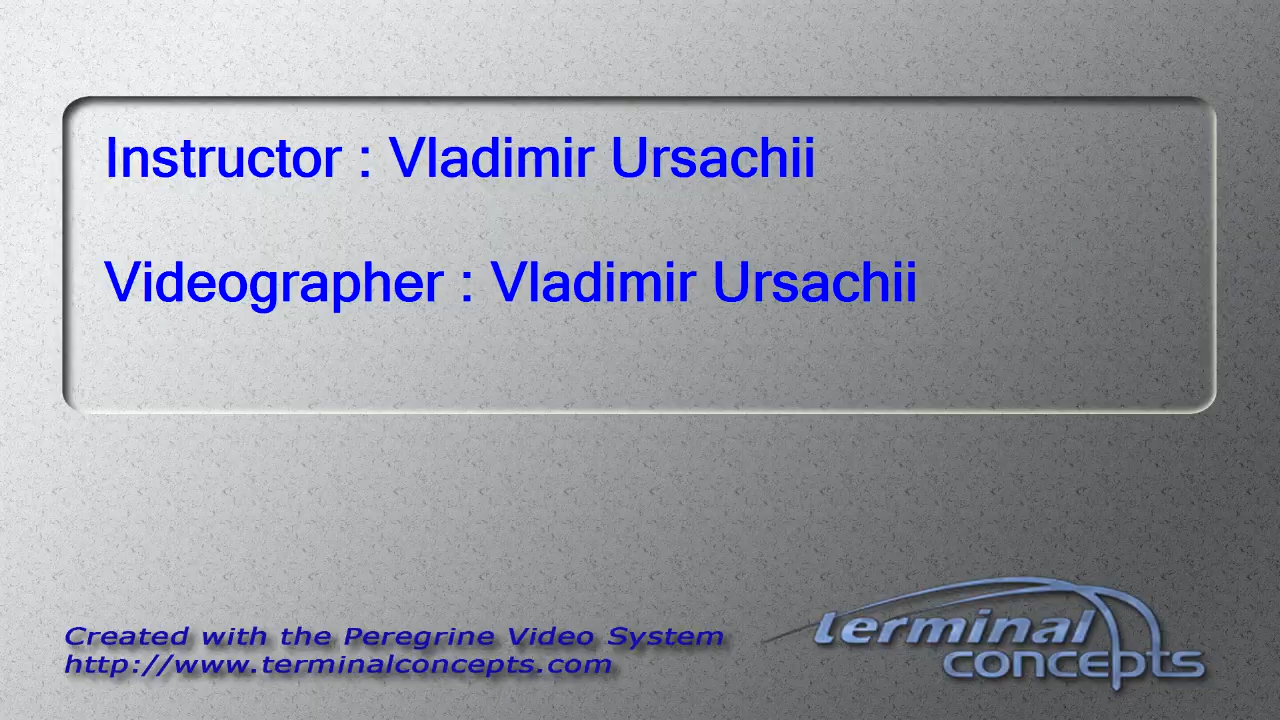 Instructor : Vladimir Ursachii
Videographer : Vladimir Ursachii
Created with the Peregrine Video System
http://www.terminalconcepts.com
terminal
concepts